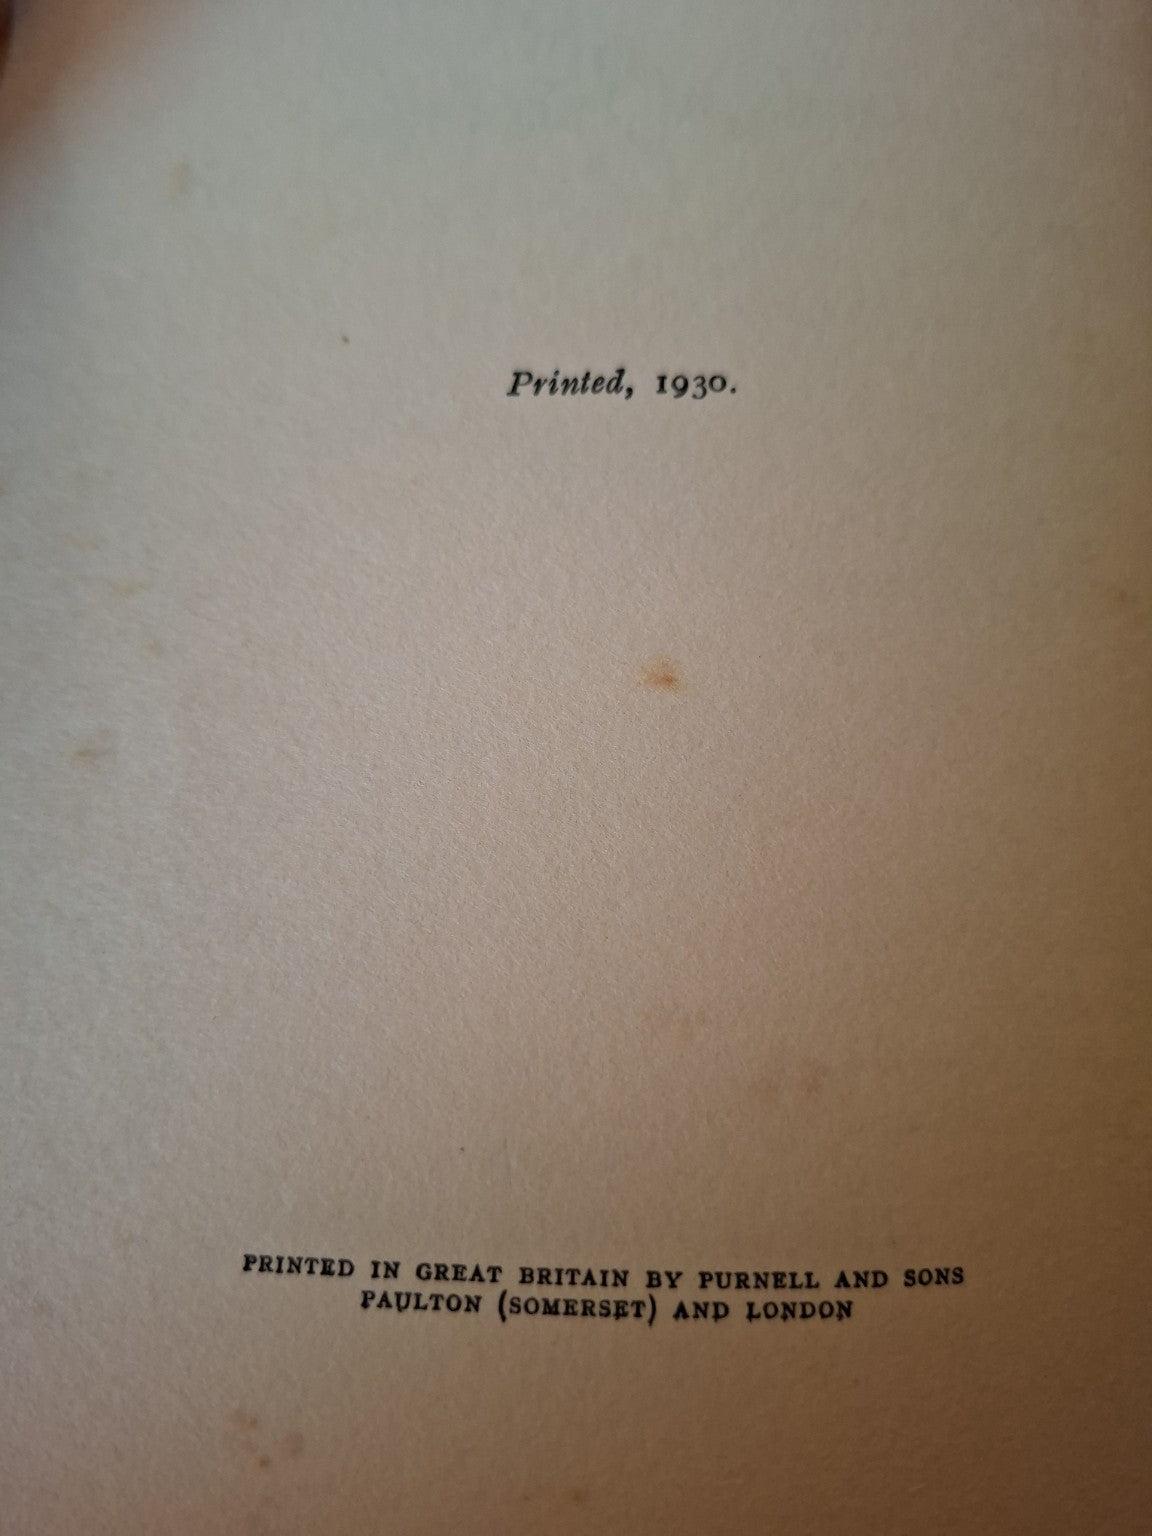 Printed, 1930.
PRINTED IN GREAT BRITAIN BY PURNELL AND SONS
PAULTON (SOMERSET) AND LONDON